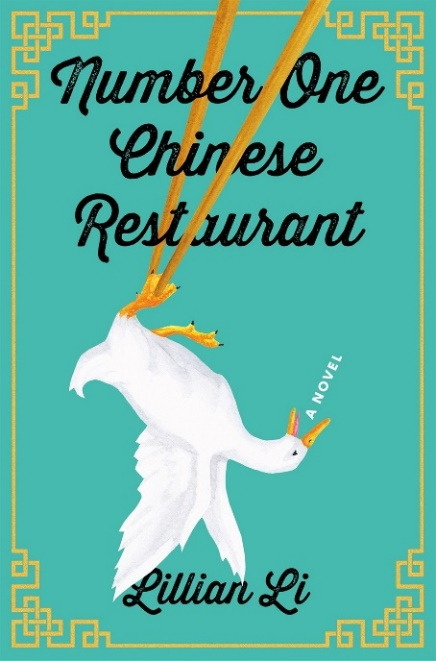 Number One
Chinese
Restaurant
A NOVEL
Lillian Li